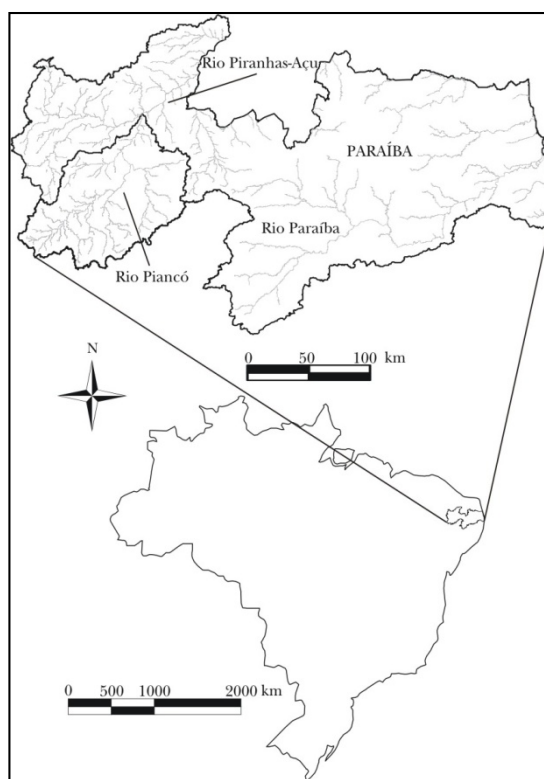 Rio Piranhas-Açu
PARAÍBA
Rio Paraíba
Rio Piancó
0 50 100 km
N
0 500 1000 2000 km